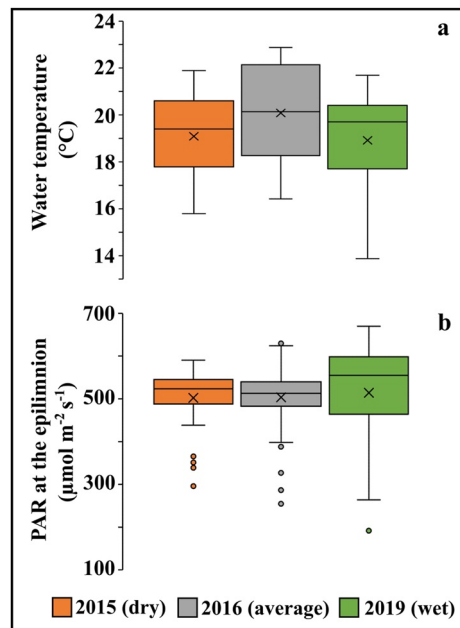 a
Water temperature
(°C)
24
22
20
18
16
14
b
PAR at the epilimnion
(μmol m⁻² s⁻¹)
700
500
300
100
2015 (dry) 2016 (average) 2019 (wet)